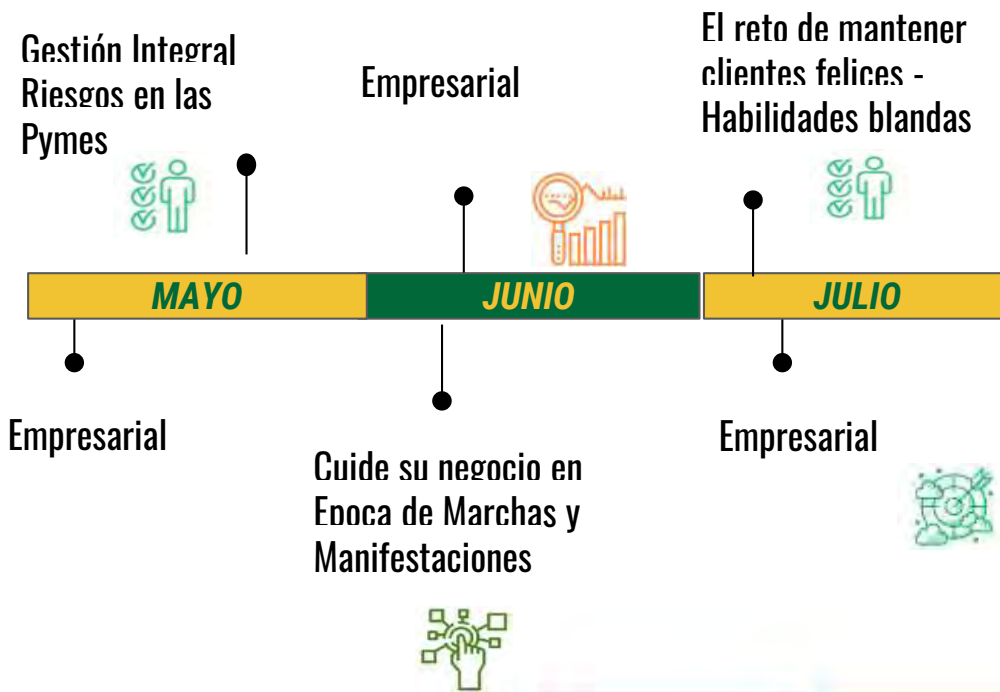 Gestión Integral
Riesgos en las
Pymes
Empresarial
El reto de mantener
clientes felices -
Habilidades blandas
MAYO
JUNIO
JULIO
Empresarial
Cuide su negocio en
Epoca de Marchas y
Manifestaciones
Empresarial